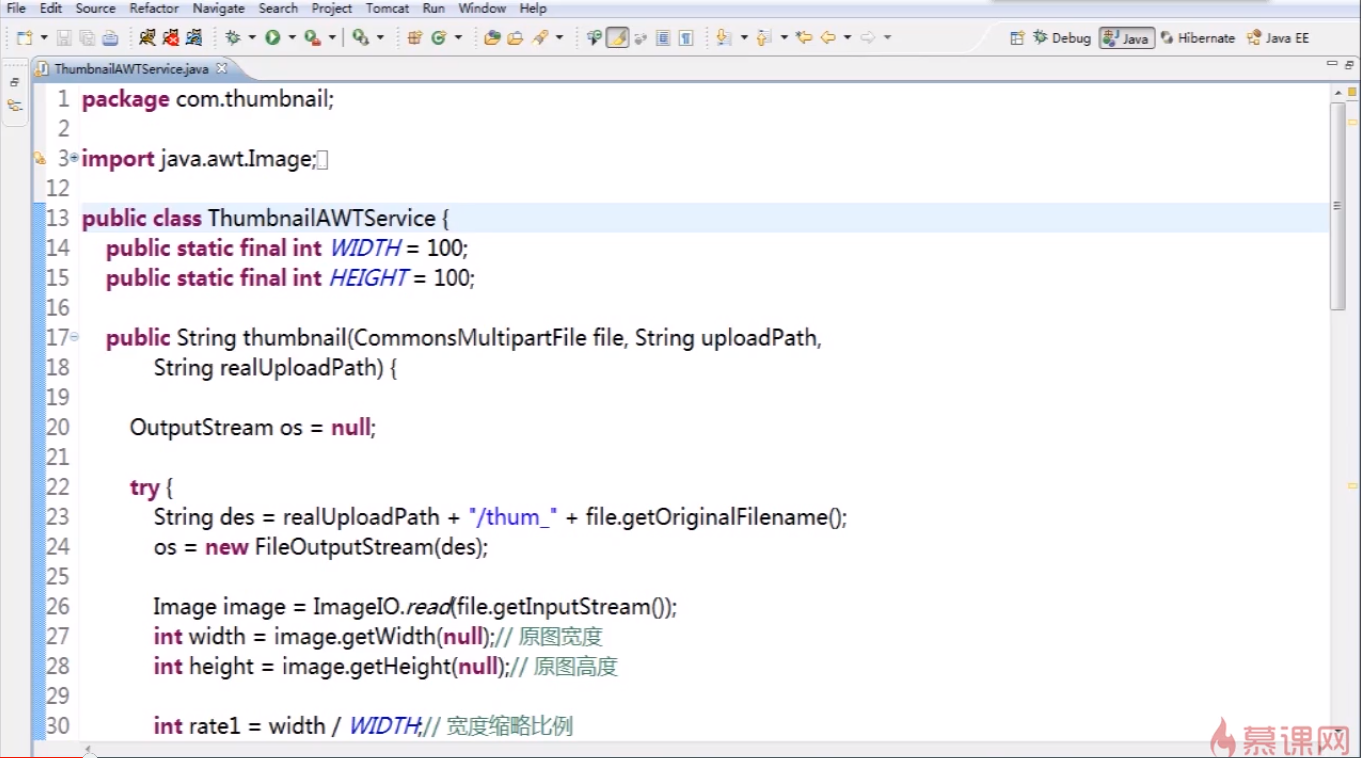 File Edit Source Refactor Navigate Search Project Tomcat Run Window Help
Debug Java Hibernate Java EE
ThumbnailAWTService.java
1 package com.thumbnail;
2
3 import java.awt.Image;
12
13 public class ThumbnailAWTService {
14 public static final int WIDTH = 100;
15 public static final int HEIGHT = 100;
16
17 public String thumbnail(CommonsMultipartFile file, String uploadPath,
18 String realUploadPath) {
19
20 OutputStream os = null;
21
22 try {
23 String des = realUploadPath + "/thum_" + file.getOriginalFilename();
24 os = new FileOutputStream(des);
25
26 Image image = ImageIO.read(file.getInputStream());
27 int width = image.getWidth(null);// 原图宽度
28 int height = image.getHeight(null);// 原图高度
29
30 int rate1 = width / WIDTH;// 宽度缩略比例
慕课网